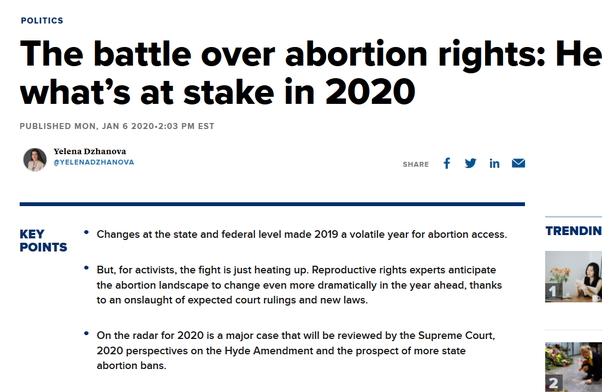 POLITICS
The battle over abortion rights: He
what's at stake in 2020
PUBLISHED MON, JAN 6 2020•2:03 PM EST
Yelena Dzhanova
@YELENADZHANOVA
SHARE
KEY
POINTS
• Changes at the state and federal level made 2019 a volatile year for abortion access.
• But, for activists, the fight is just heating up. Reproductive rights experts anticipate
the abortion landscape to change even more dramatically in the year ahead, thanks
to an onslaught of expected court rulings and new laws.
• On the radar for 2020 is a major case that will be reviewed by the Supreme Court,
2020 perspectives on the Hyde Amendment and the prospect of more state
abortion bans.
TRENDIN
1
2